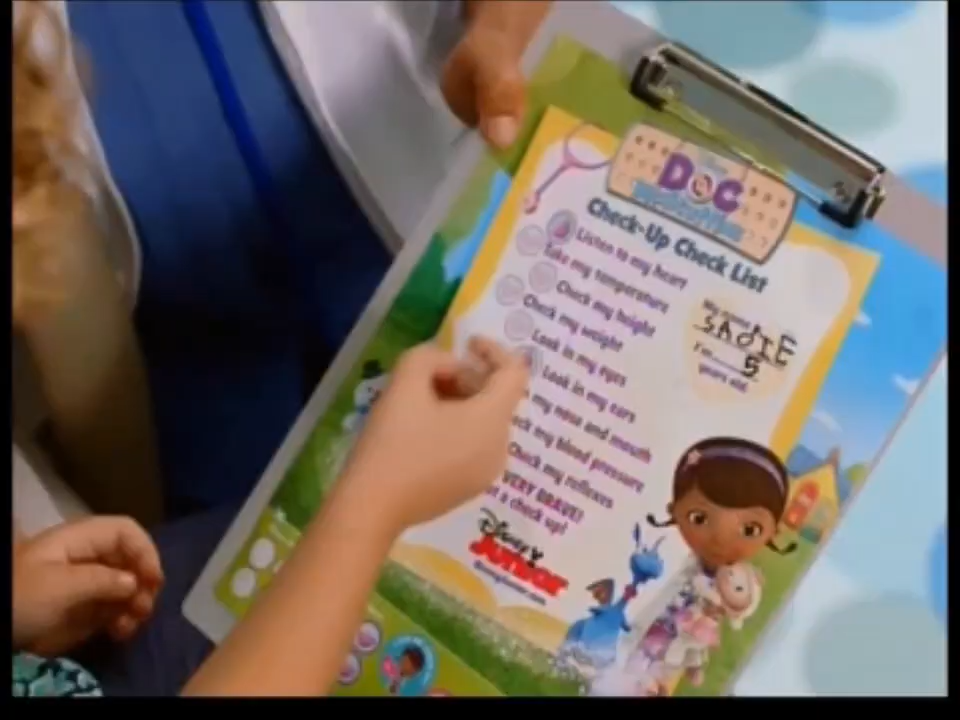 DOC
Check-Up Check List
Listen to my heart
Take my temperature
Check my height
Check my weight
Look in my eyes
Look in my ears
my nose and mouth
my blood pressure
Check my reflexes
VERY BRAVE!
a check up!
My name
SADIE
I'm
5
years old
Disney
Junior